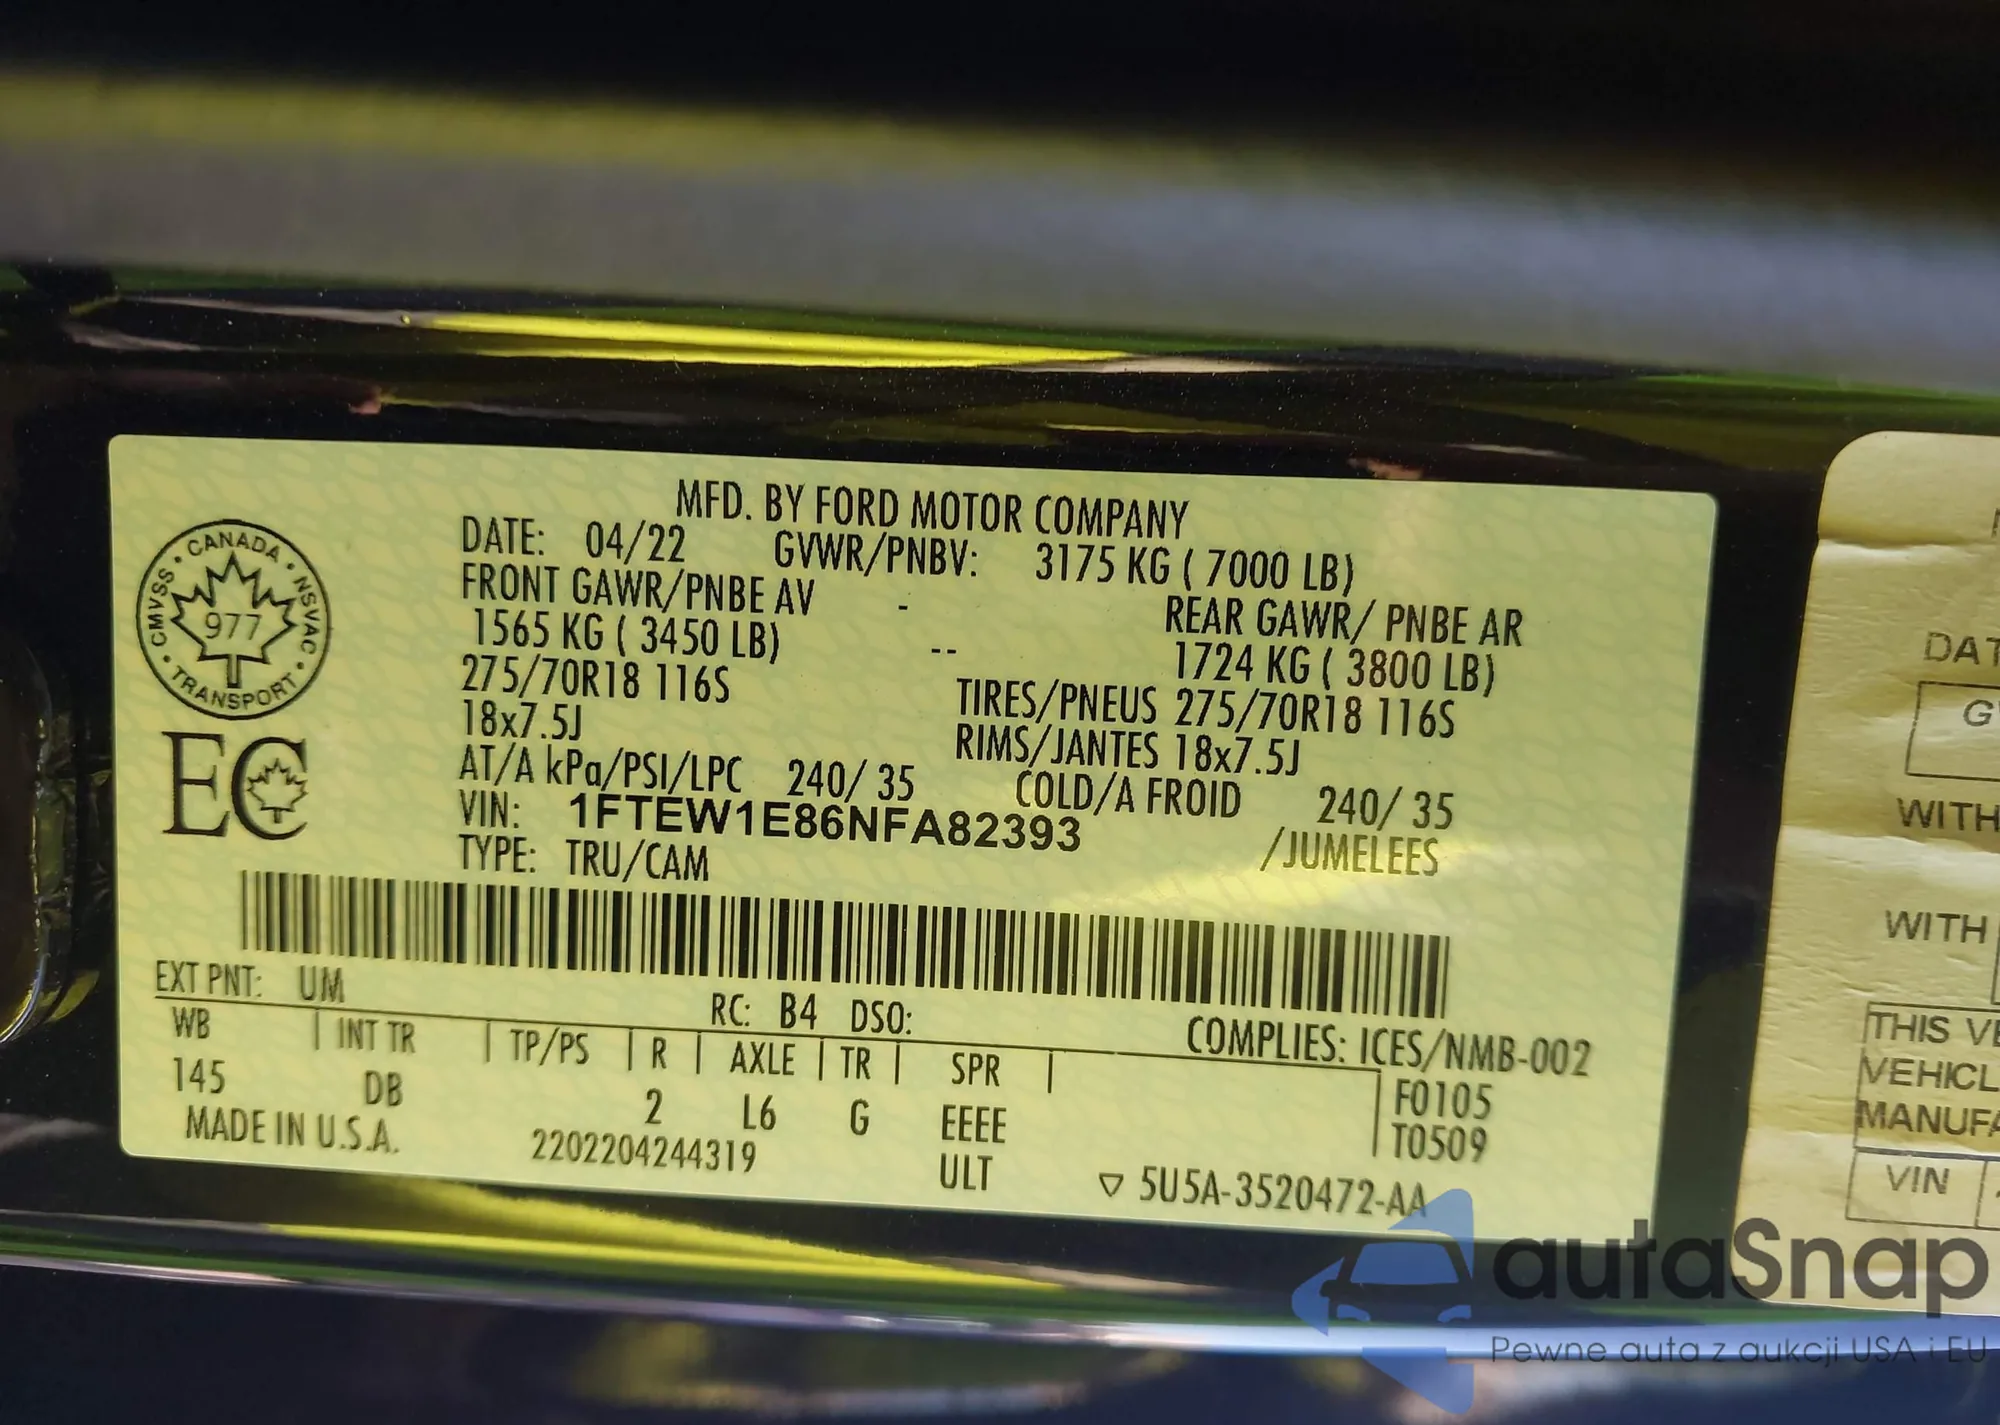 MFD. BY FORD MOTOR COMPANY
DATE: 04/22 GVWR/PNBV: 3175 KG ( 7000 LB)
FRONT GAWR/PNBE AV - REAR GAWR/ PNBE AR
1565 KG ( 3450 LB) -- 1724 KG ( 3800 LB)
275/70R18 116S TIRES/PNEUS 275/70R18 116S
18x7.5J RIMS/JANTES 18x7.5J
AT/A kPa/PSI/LPC 240/ 35 COLD/A FROID 240/ 35
VIN: 1FTEW1E86NFA82393 /JUMELEES
TYPE: TRU/CAM
CANADA
CMVSS NSVAC
977
TRANSPORT
EC
EXT PNT: UM RC: B4 DSO: COMPLIES: ICES/NMB-002
WB | INT TR | TP/PS | R | AXLE | TR | SPR |
145 DB 2 L6 G EEEE F0105
MADE IN U.S.A. 2202204244319 ULT T0509
▽ 5U5A-3520472-AA
DAT
G
WITH
WITH
THIS VE
VEHICL
MANUFA
VIN
autaSnap
Pewne auta z aukcji USA i EU